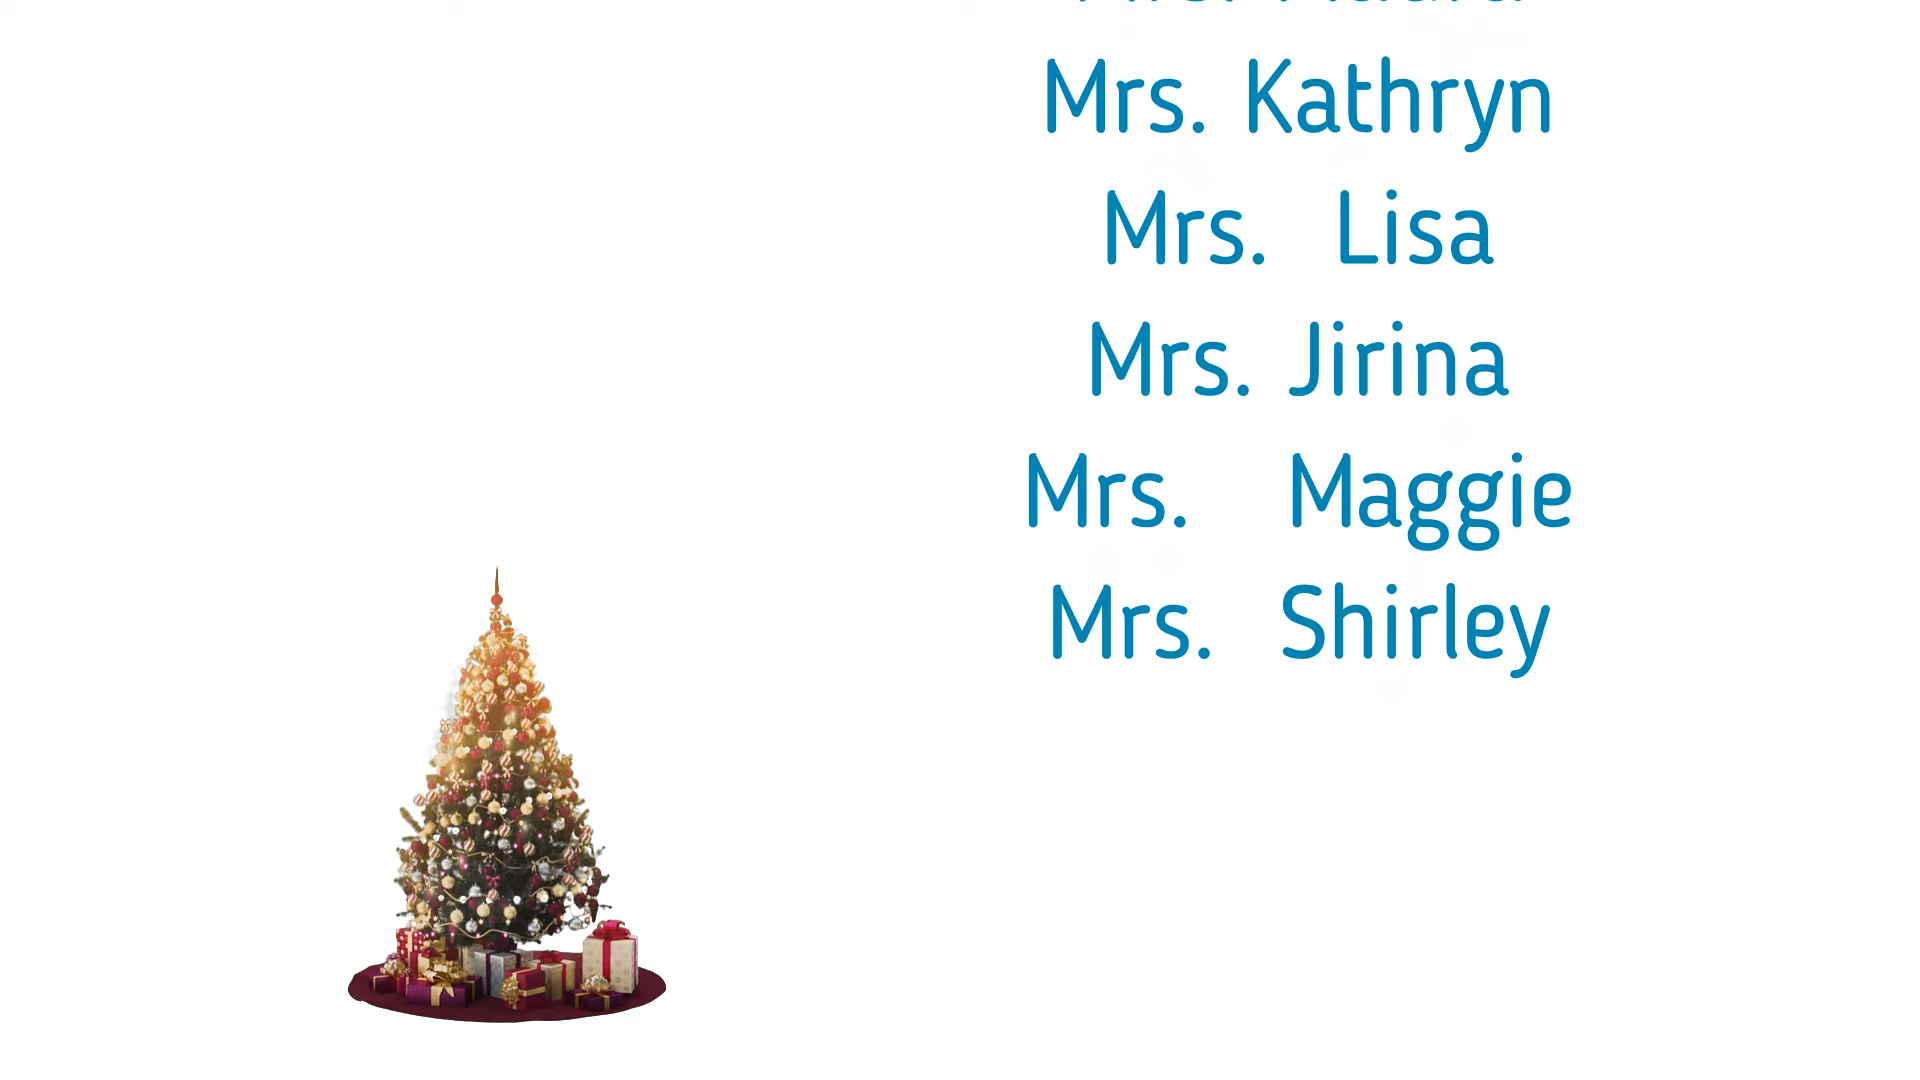 Mrs. Kathryn
Mrs. Lisa
Mrs. Jirina
Mrs. Maggie
Mrs. Shirley